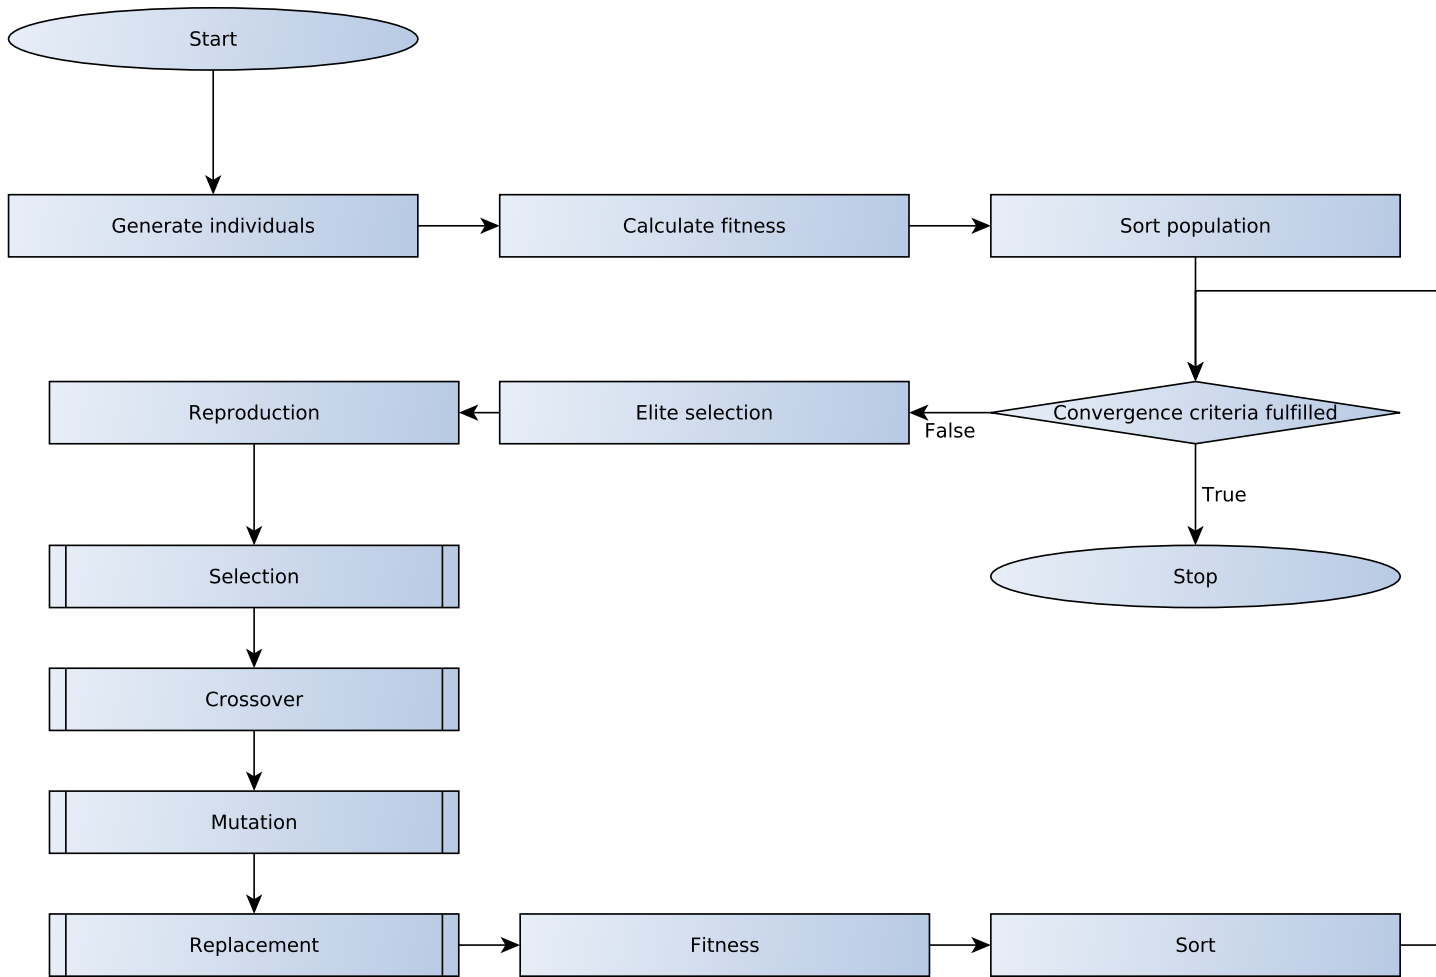 Start
Generate individuals
Calculate fitness
Sort population
Reproduction
Elite selection
False
Convergence criteria fulfilled
True
Selection
Stop
Crossover
Mutation
Replacement
Fitness
Sort